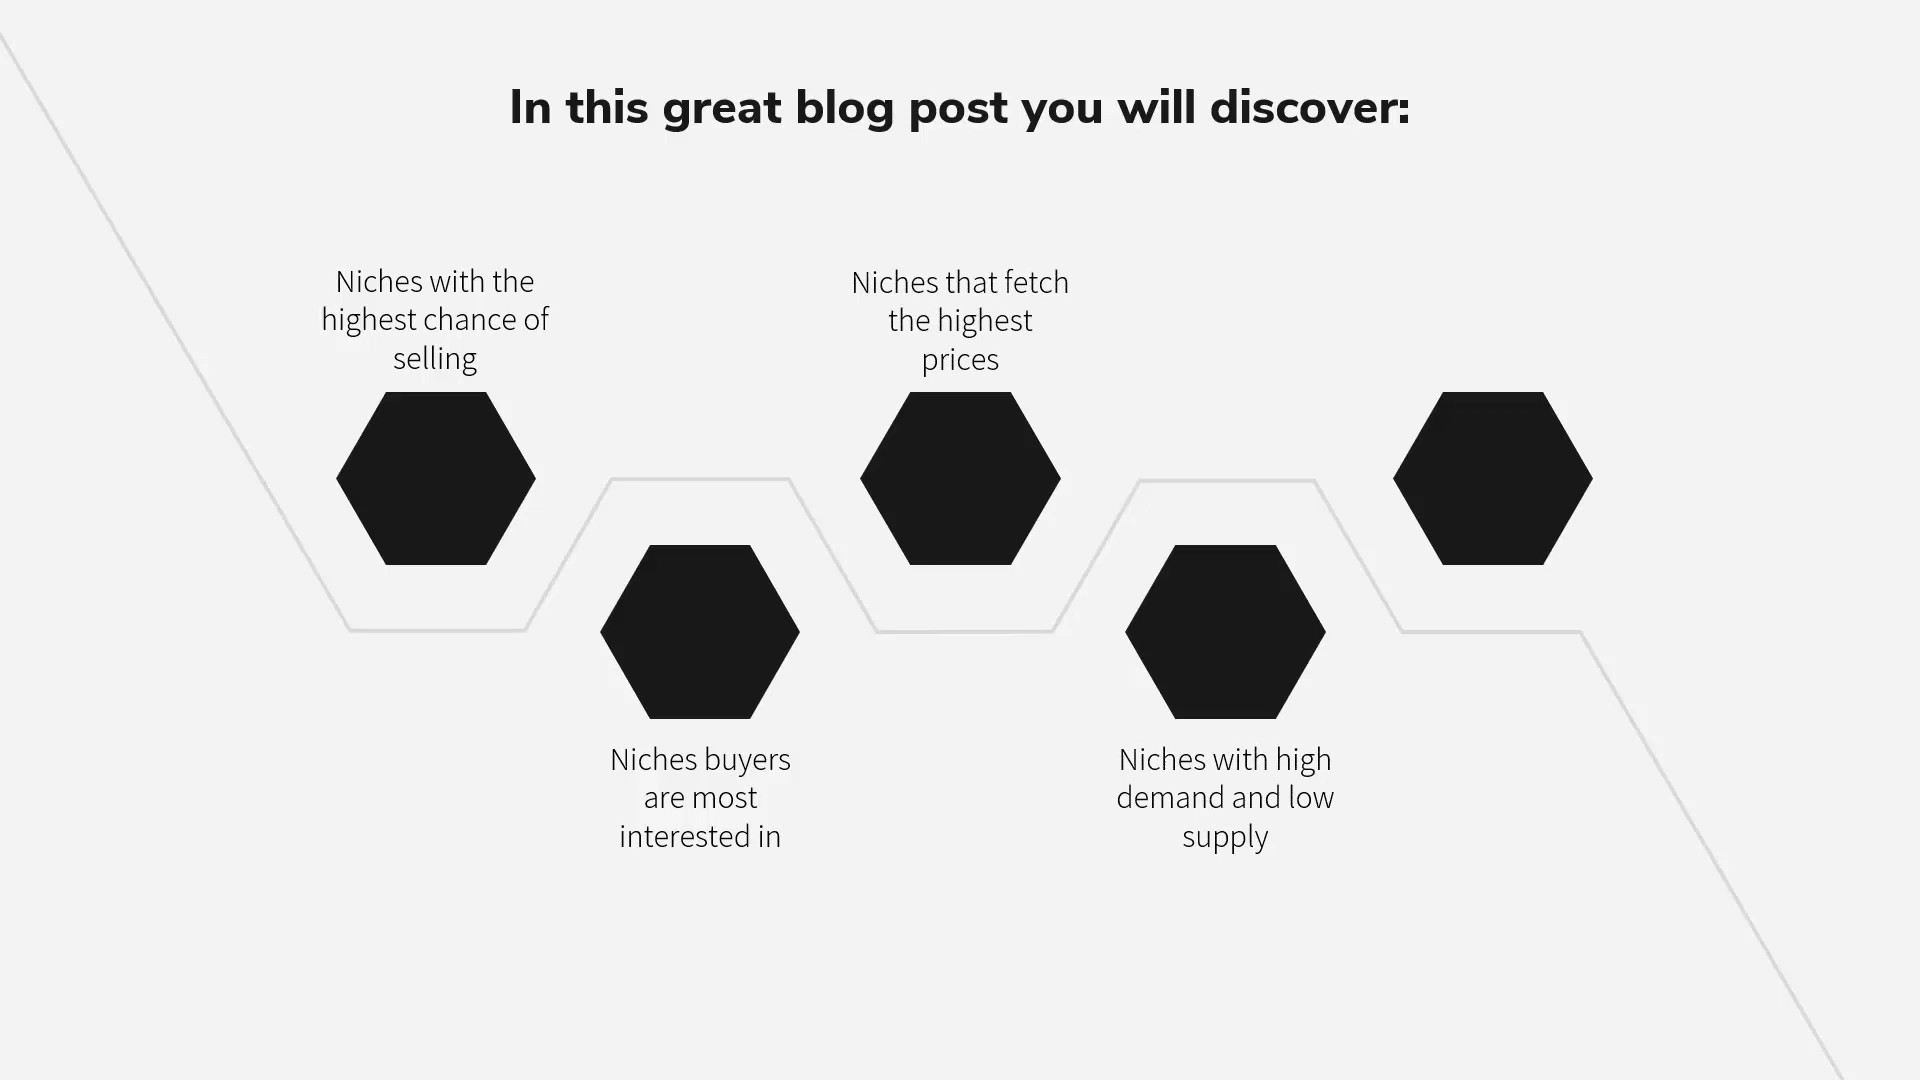 In this great blog post you will discover:
Niches with the
highest chance of
selling
Niches buyers
are most
interested in
Niches that fetch
the highest
prices
Niches with high
demand and low
supply